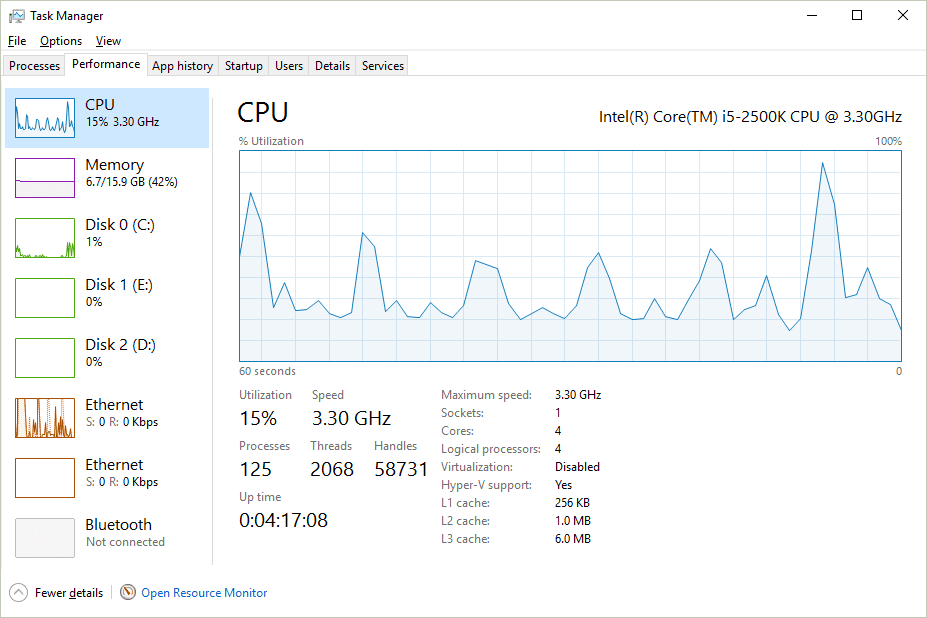 Task Manager
File Options View
Processes Performance App history Startup Users Details Services
CPU
15% 3.30 GHz
Memory
6.7/15.9 GB (42%)
Disk 0 (C:)
1%
Disk 1 (E:)
0%
Disk 2 (D:)
0%
Ethernet
S: 0 R: 0 Kbps
Ethernet
S: 0 R: 0 Kbps
Bluetooth
Not connected
CPU Intel(R) Core(TM) i5-2500K CPU @ 3.30GHz
% Utilization 100%
60 seconds 0
Utilization Speed
15% 3.30 GHz
Processes Threads Handles
125 2068 58731
Up time
0:04:17:08
Maximum speed: 3.30 GHz
Sockets: 1
Cores: 4
Logical processors: 4
Virtualization: Disabled
Hyper-V support: Yes
L1 cache: 256 KB
L2 cache: 1.0 MB
L3 cache: 6.0 MB
Fewer details Open Resource Monitor